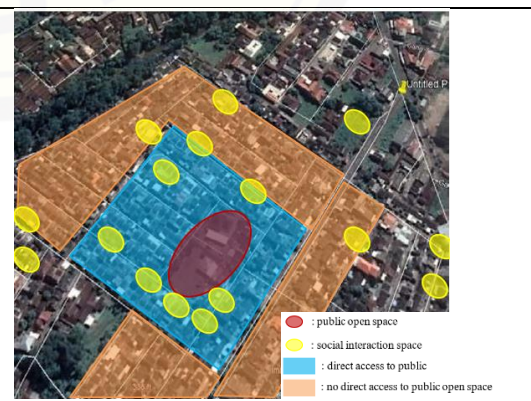 Untitled P
: public open space
: social interaction space
: direct access to public
: no direct access to public open space